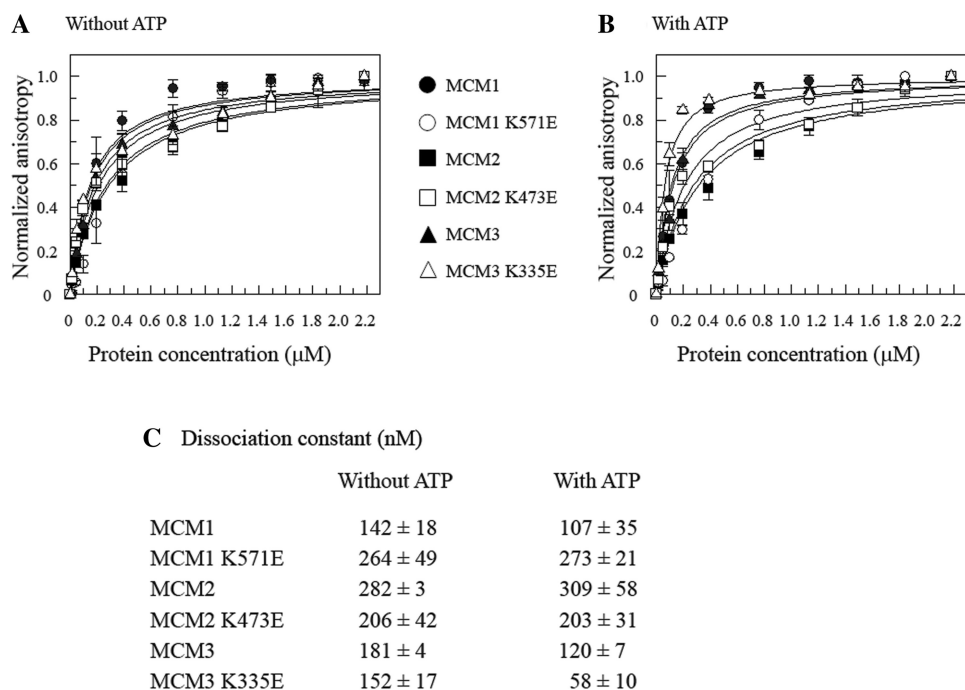 A Without ATP
Normalized anisotropy
1.0
0.8
0.6
0.4
0.2
0
0 0.2 0.4 0.6 0.8 1.0 1.2 1.4 1.6 1.8 2.0 2.2
Protein concentration (μM)
MCM1
MCM1 K571E
MCM2
MCM2 K473E
MCM3
MCM3 K335E
B With ATP
Normalized anisotropy
1.0
0.8
0.6
0.4
0.2
0
0 0.2 0.4 0.6 0.8 1.0 1.2 1.4 1.6 1.8 2.0 2.2
Protein concentration (μM)
C Dissociation constant (nM)
Without ATP With ATP
MCM1 142 ± 18 107 ± 35
MCM1 K571E 264 ± 49 273 ± 21
MCM2 282 ± 3 309 ± 58
MCM2 K473E 206 ± 42 203 ± 31
MCM3 181 ± 4 120 ± 7
MCM3 K335E 152 ± 17 58 ± 10